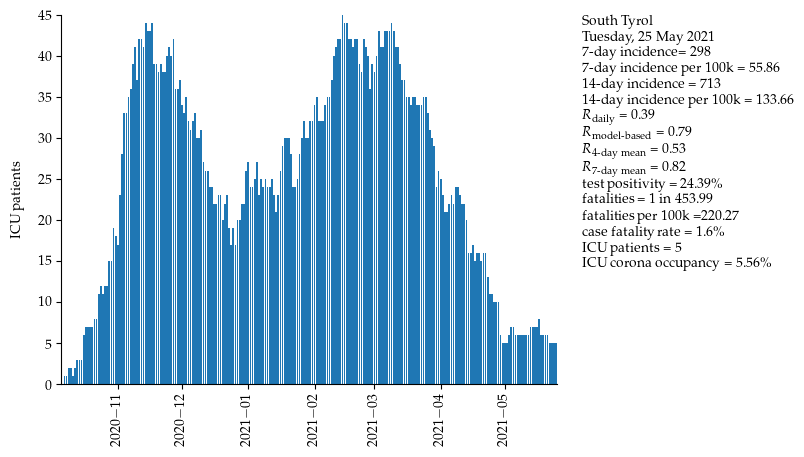 South Tyrol
Tuesday, 25 May 2021
7-day incidence= 298
7-day incidence per 100k = 55.86
14-day incidence = 713
14-day incidence per 100k = 133.66
R daily = 0.39
R model-based = 0.79
R 4-day mean = 0.53
R 7-day mean = 0.82
test positivity = 24.39%
fatalities = 1 in 453.99
fatalities per 100k =220.27
case fatality rate = 1.6%
ICU patients = 5
ICU corona occupancy = 5.56%
ICU patients
45
40
35
30
25
20
15
10
5
0
2020−11
2020−12
2021−01
2021−02
2021−03
2021−04
2021−05